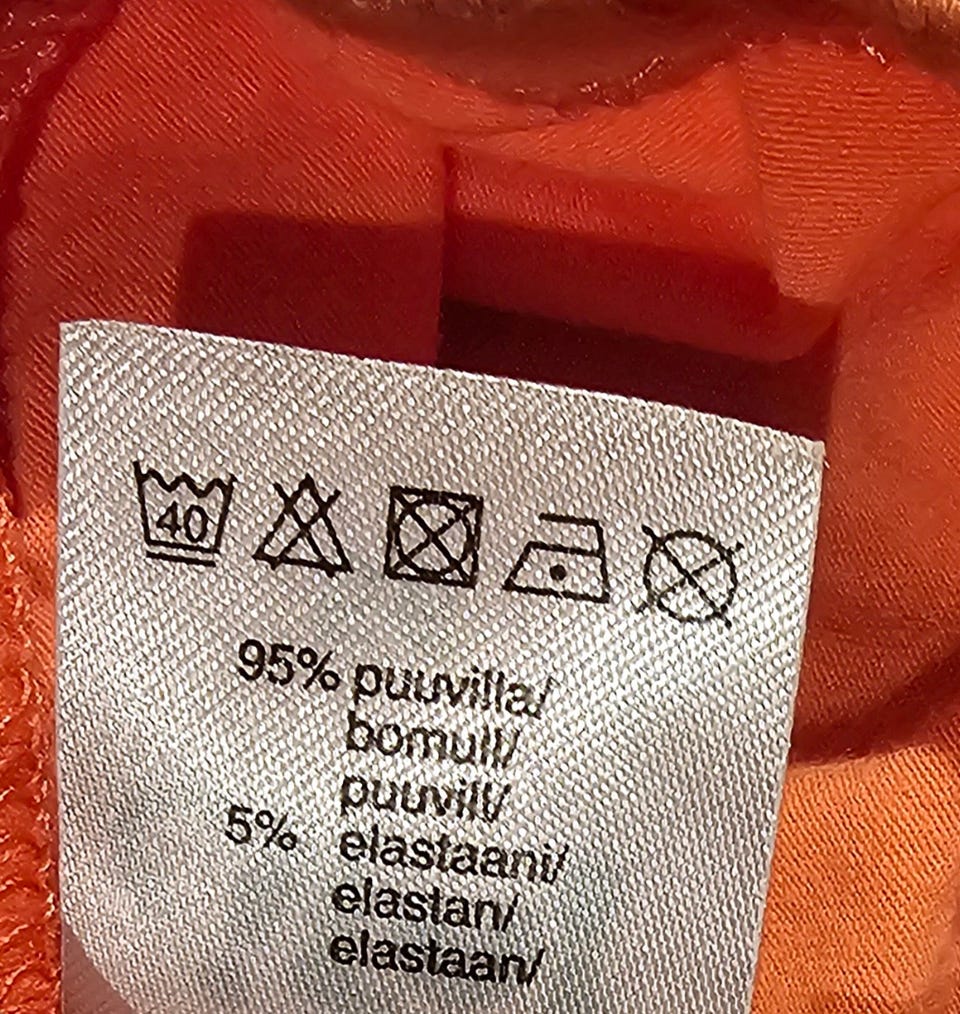 40
95% puuvilla/
bomull/
puuvill/
5% elastaani/
elastan/
elastaan/